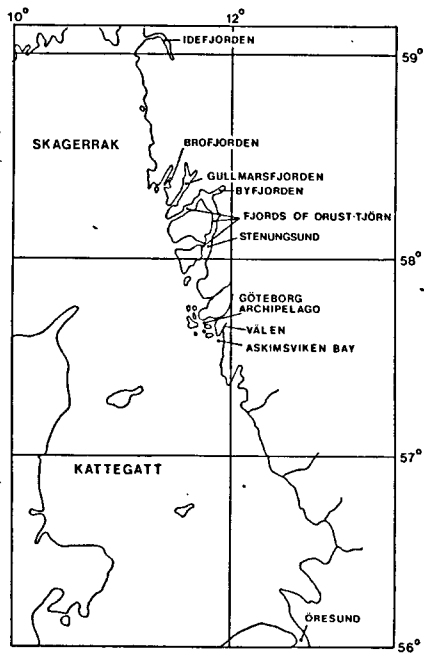 10° 12°
IDEFJORDEN
59°
SKAGERRAK
BROFJORDEN
GULLMARSFJORDEN
BYFJORDEN
FJORDS OF ORUST-TJÖRN
STENUNGSUND
58°
GÖTEBORG
ARCHIPELAGO
VÄLEN
ASKIMSVIKEN BAY
57°
KATTEGATT
ÖRESUND
56°